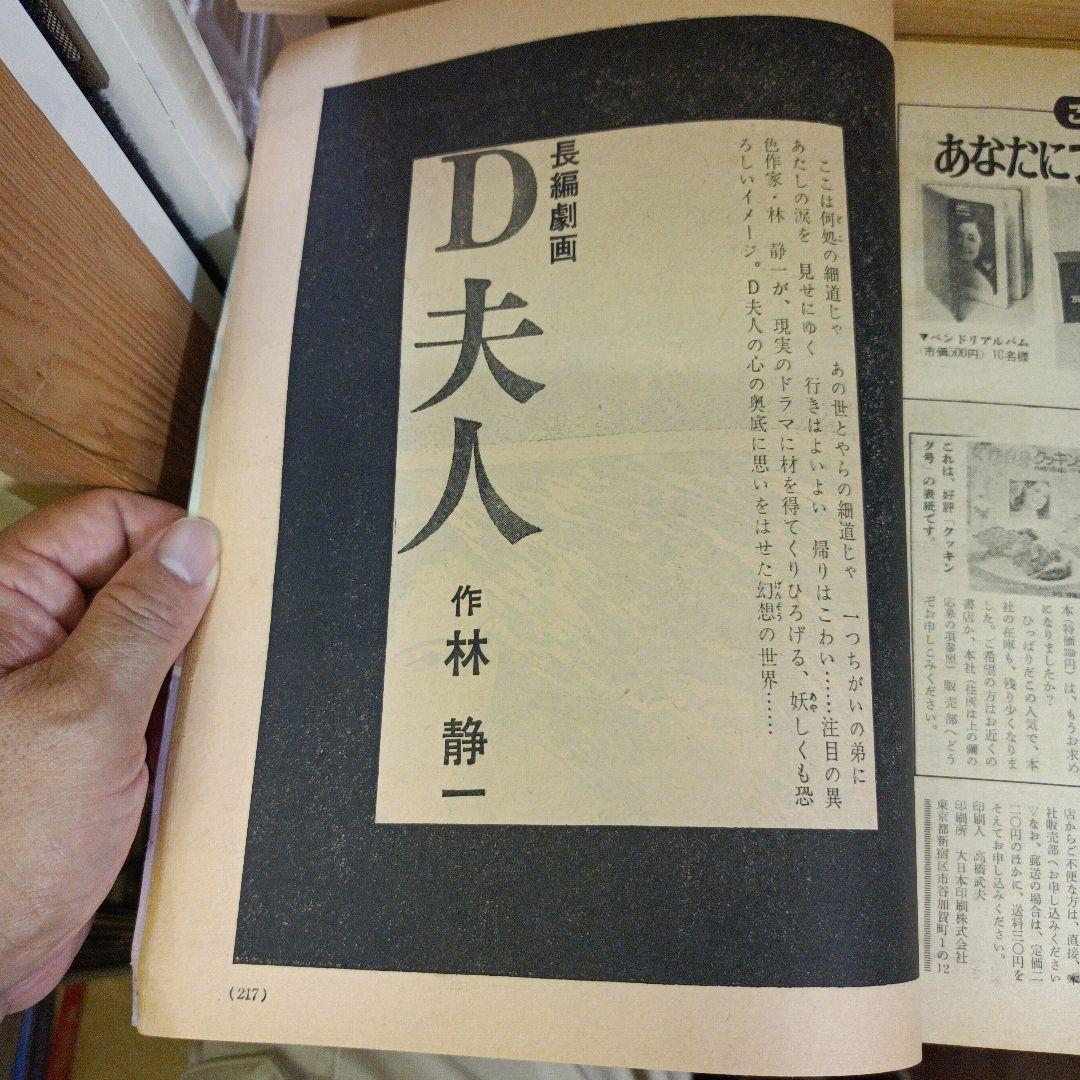 長編劇画
D夫人
作 林 静一
ここは何処の細道じゃ あの世とやらの細道じゃ 一つちがいの弟に
あたしの涙を 見せにゆく 行きはよいよい 帰りはこわい……注目の異
色作家・林 静一が、現実のドラマに材を得てくりひろげる、妖しくも恐
ろしいイメージ。D夫人の心の奥底に思いをはせた幻想の世界……
(217)
あなたに
▼ペンドリアルバム
(市価500円) 10名様
これは、好評「クッキン
グ号」の表紙です。
になりましたか?
ひっぱりだこの人気で、本
社の在庫も、残り少くなりま
した。ご希望の方はお近くの
書店か、本社(住所は上の欄の
応募の項参照)販売部へどう
ぞお申しこみください。
店からご不便な方は、直接、
社販売部へお申し込みください
▽なお、郵送の場合は、定価二
二〇円のほかに、送料三〇円を
そえてお申し込みください。
印刷人 高橋武夫
印刷所 大日本印刷株式会社
東京都新宿区市谷加賀町1の12